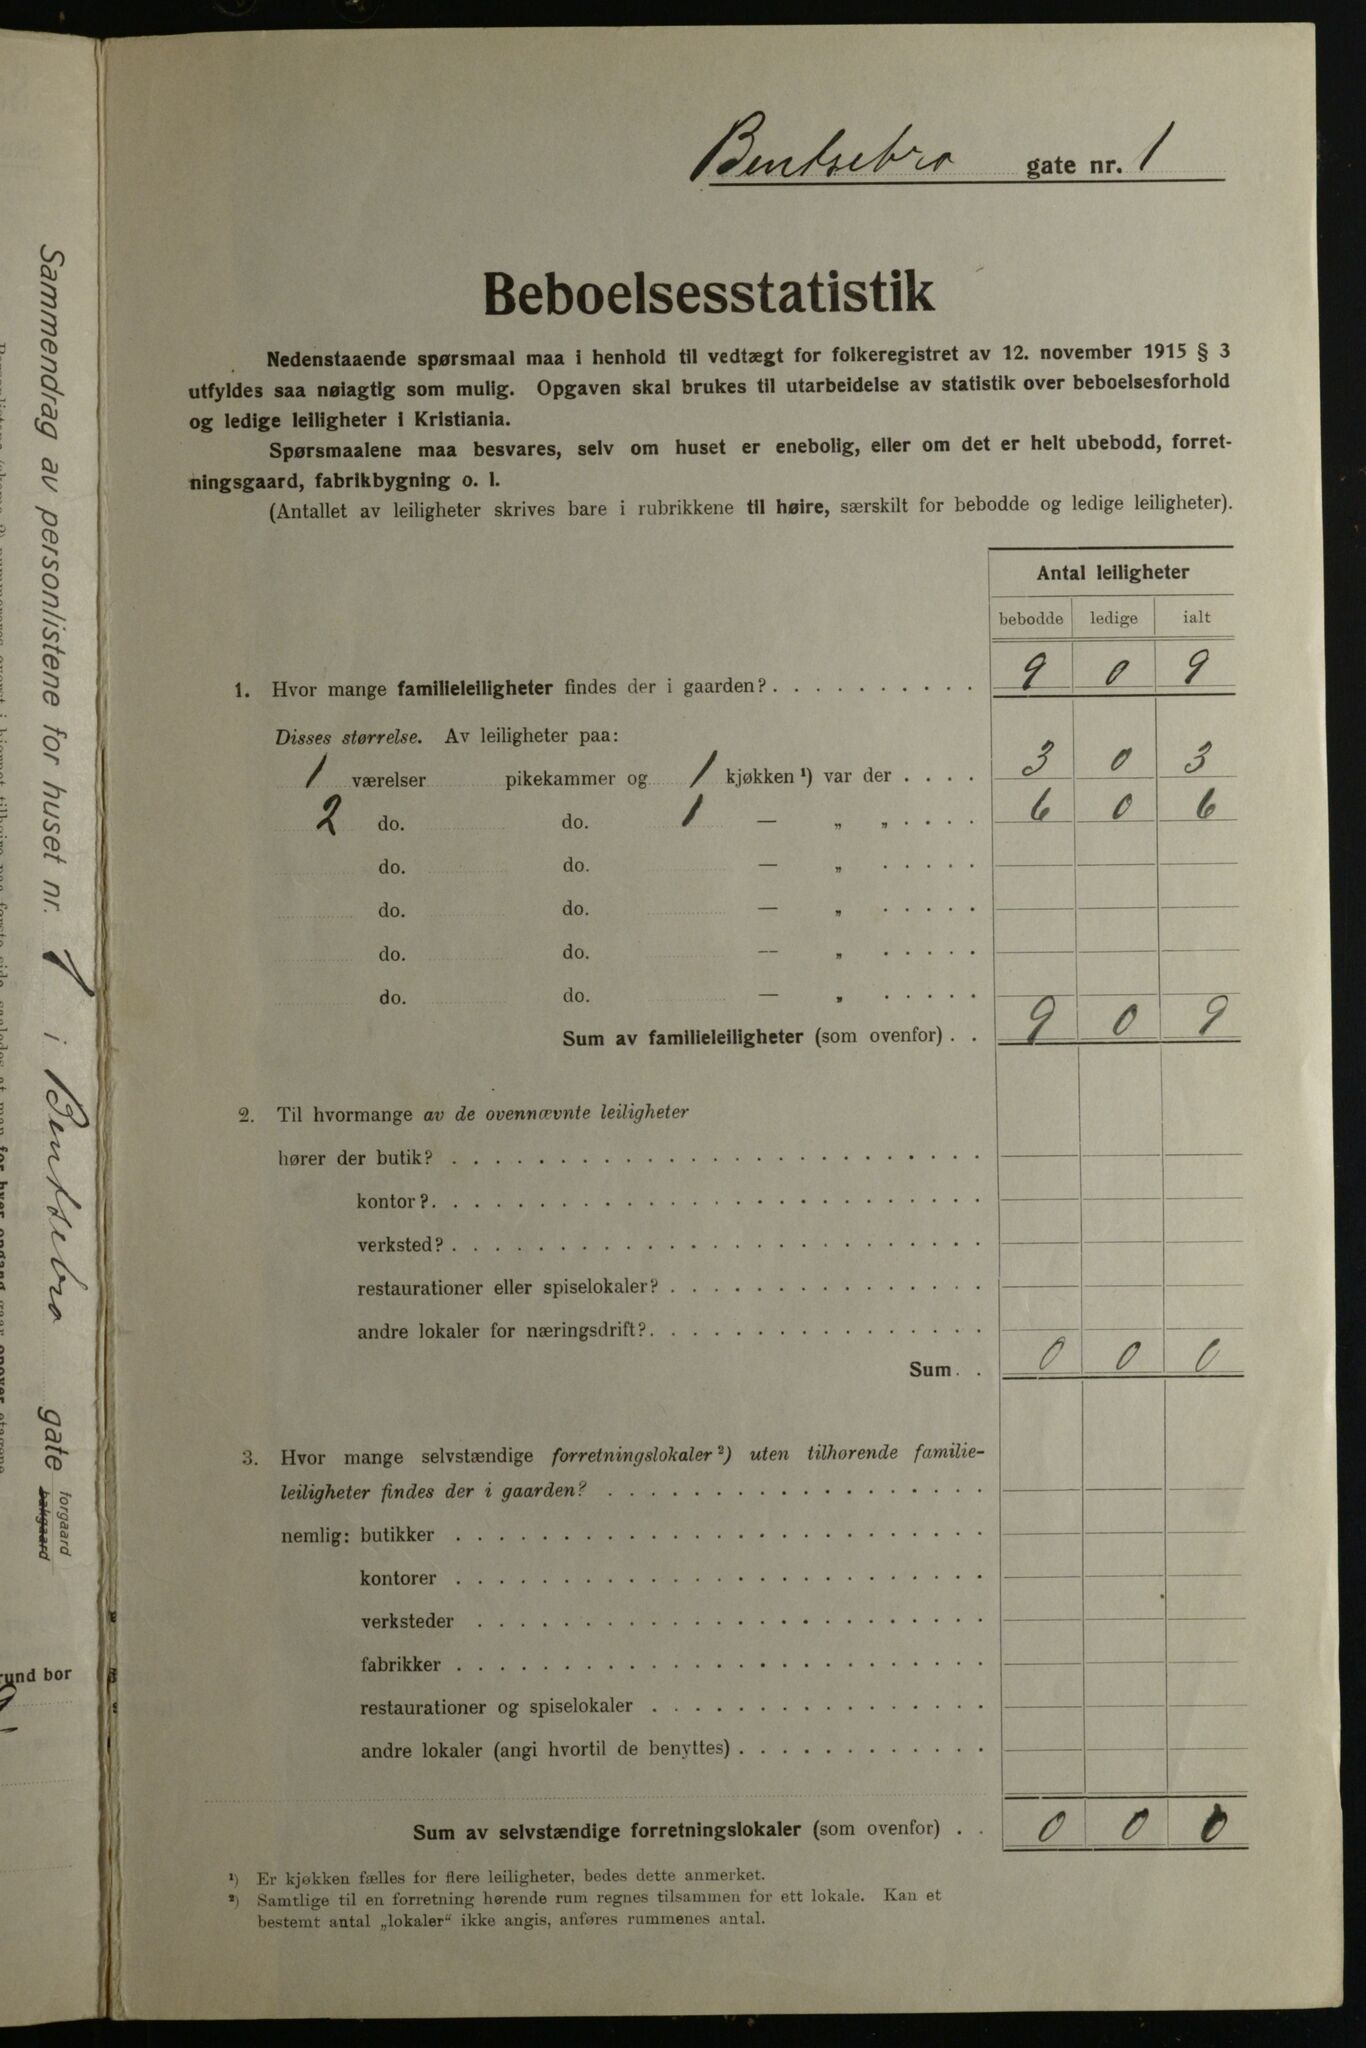 Bentsebro gate nr. 1
Beboelsesstatistik
Nedenstaaende spørsmaal maa i henhold til vedtægt for folkeregistret av 12. november 1915 § 3
utfyldes saa nøiagtig som mulig. Opgaven skal brukes til utarbeidelse av statistik over beboelsesforhold
og ledige leiligheter i Kristiania.
Spørsmaalene maa besvares, selv om huset er enebolig, eller om det er helt ubebodd, forret-
ningsgaard, fabrikbygning o. l.
(Antallet av leiligheter skrives bare i rubrikkene til høire, særskilt for bebodde og ledige leiligheter).
Antal leiligheter
bebodde ledige ialt
1. Hvor mange familieleiligheter findes der i gaarden? . . . . . . . . . . 9 0 9
Disses størrelse. Av leiligheter paa:
1 værelser pikekammer og 1 kjøkken ¹) var der . . . . 3 0 3
2 do. do. 1 — „ „ . . . . 6 0 6
do. do. — „ . . . . .
do. do. — „ . . . . .
do. do. — „ . . . . .
do. do. — „ . . . . .
Sum av familieleiligheter (som ovenfor) . . 9 0 9
2. Til hvormange av de ovennævnte leiligheter
hører der butik? . . . . . . . . . . . . . . . . . . . .
kontor? . . . . . . . . . . . . . . . . . . . .
verksted? . . . . . . . . . . . . . . . . . . . .
restaurationer eller spiselokaler? . . . . . . . . . . . .
andre lokaler for næringsdrift? . . . . . . . . . . . . .
Sum . . 0 0 0
3. Hvor mange selvstændige forretningslokaler ²) uten tilhørende familie-
leiligheter findes der i gaarden? . . . . . . . . . . . . . .
nemlig: butikker . . . . . . . . . . . . . . . . . . . .
kontorer . . . . . . . . . . . . . . . . . . . .
verksteder . . . . . . . . . . . . . . . . . . .
fabrikker . . . . . . . . . . . . . . . . . . . .
restaurationer og spiselokaler . . . . . . . . . . . . .
andre lokaler (angi hvortil de benyttes) . . . . . . . . . .
Sum av selvstændige forretningslokaler (som ovenfor) . . 0 0 0
¹) Er kjøkken fælles for flere leiligheter, bedes dette anmerket.
²) Samtlige til en forretning hørende rum regnes tilsammen for ett lokale. Kan et
bestemt antal „lokaler“ ikke angis, anføres rummenes antal.
Sammendrag av personlistene for huset nr. 1 i Bentsebro gate forgaard bakgaard
rund bor